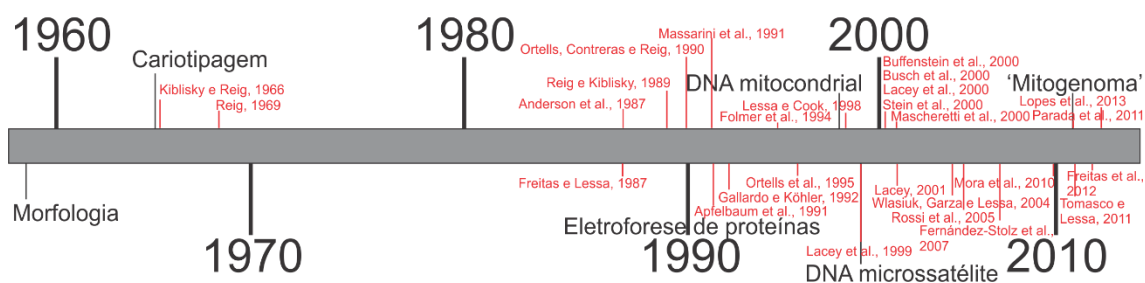 1960
1980
2000
Cariotipagem
Kiblisky e Reig, 1966
Reig, 1969
Massarini et al., 1991
Ortells, Contreras e Reig, 1990
Reig e Kiblisky, 1989
Anderson et al., 1987
DNA mitocondrial
Lessa e Cook, 1998
Folmer et al., 1994
Buffenstein et al., 2000
Busch et al., 2000
Lacey et al., 2000
Stein et al., 2000
Mascheretti et al., 2000
'Mitogenoma'
Lopes et al., 2013
Parada et al., 2011
Morfologia
1970
Freitas e Lessa, 1987
Ortells et al., 1995
Gallardo e Köhler, 1992
Apfelbaum et al., 1991
Eletroforese de proteínas
1990
Lacey et al., 1999
DNA microssatélite
Lacey, 2001
Mora et al., 2010
Wlasiuk, Garza e Lessa, 2004
Rossi et al., 2005
Fernández-Stolz et al.,
2007
Freitas et al.,
2012
Tomasco e
Lessa, 2011
2010